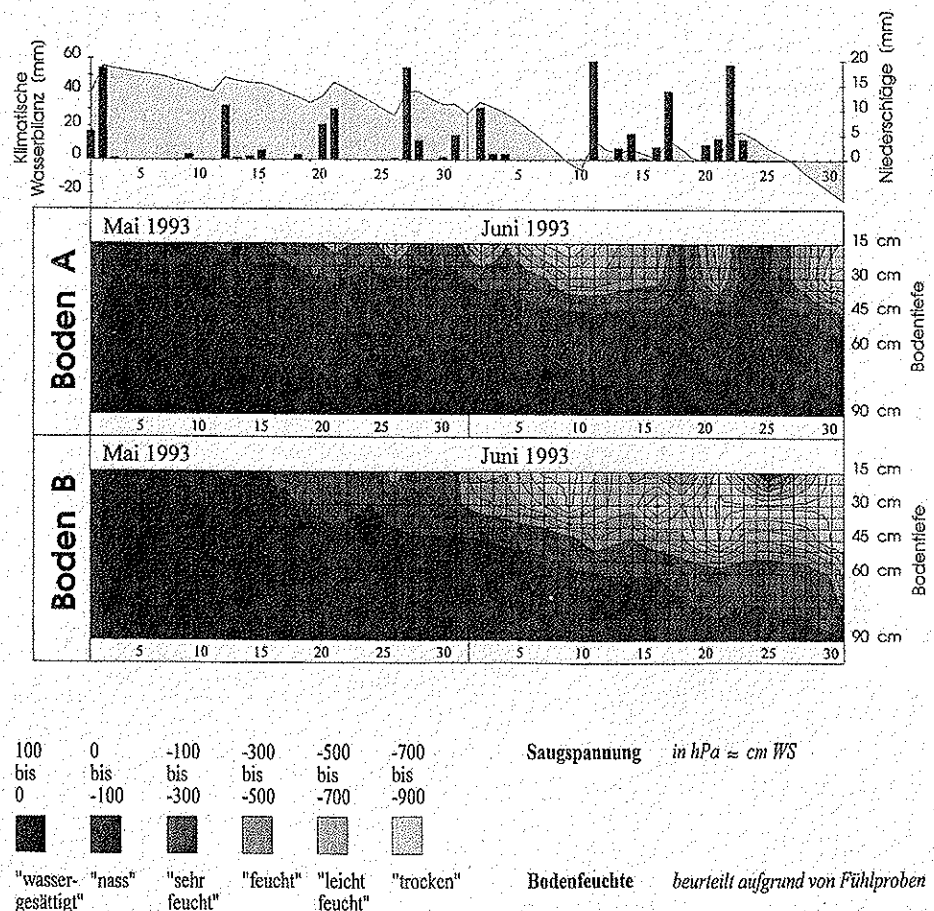 Klimatische
Wasserbilanz (mm)
60
40
20
0
-20
5 10 15 20 25 30 5 10 15 20 25 30
20
15
10
5
0
Niederschläge (mm)
Boden A
Mai 1993 Juni 1993
15 cm
30 cm
45 cm
60 cm
90 cm
Bodentiefe
5 10 15 20 25 30 5 10 15 20 25 30
Boden B
Mai 1993 Juni 1993
15 cm
30 cm
45 cm
60 cm
90 cm
Bodentiefe
5 10 15 20 25 30 5 10 15 20 25 30
100 0 -100 -300 -500 -700 Saugspannung in hPa ≈ cm WS
bis bis bis bis bis bis
0 -100 -300 -500 -700 -900
"wasser- "nass" "sehr "feucht" "leicht "trocken" Bodenfeuchte beurteilt aufgrund von Fühlproben
gesättigt" feucht" feucht"